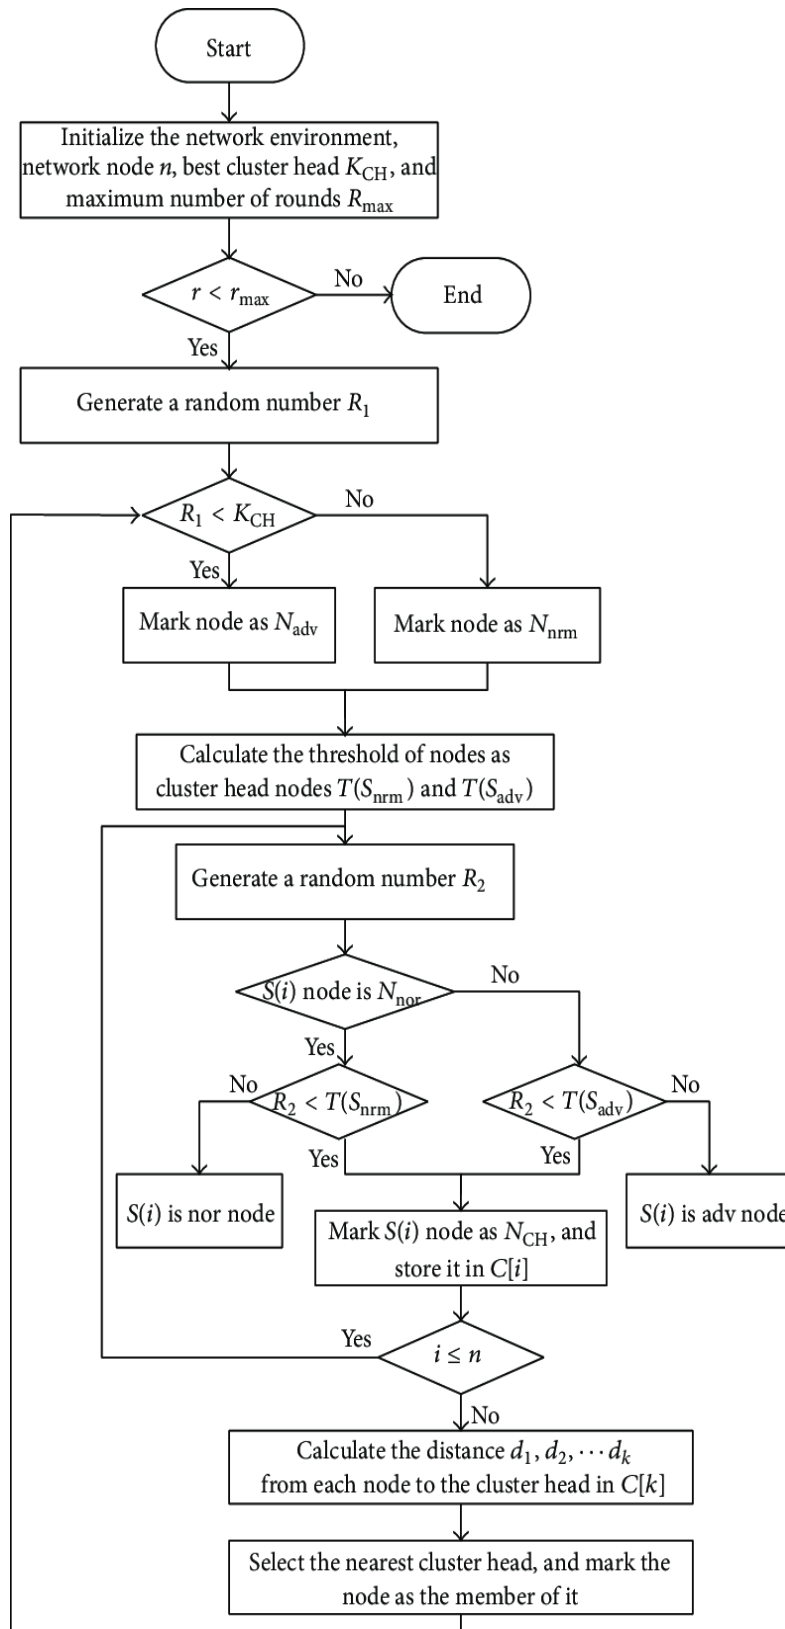 Start
Initialize the network environment,
network node n, best cluster head K_CH, and
maximum number of rounds R_max
r < r_max
No
End
Yes
Generate a random number R_1
R_1 < K_CH
No
Yes
Mark node as N_adv
Mark node as N_nrm
Calculate the threshold of nodes as
cluster head nodes T(S_nrm) and T(S_adv)
Generate a random number R_2
S(i) node is N_nor
No
Yes
No
R_2 < T(S_nrm)
R_2 < T(S_adv)
No
Yes
Yes
S(i) is nor node
Mark S(i) node as N_CH, and
store it in C[i]
S(i) is adv node
Yes
i ≤ n
No
Calculate the distance d_1, d_2, ⋯ d_k
from each node to the cluster head in C[k]
Select the nearest cluster head, and mark the
node as the member of it